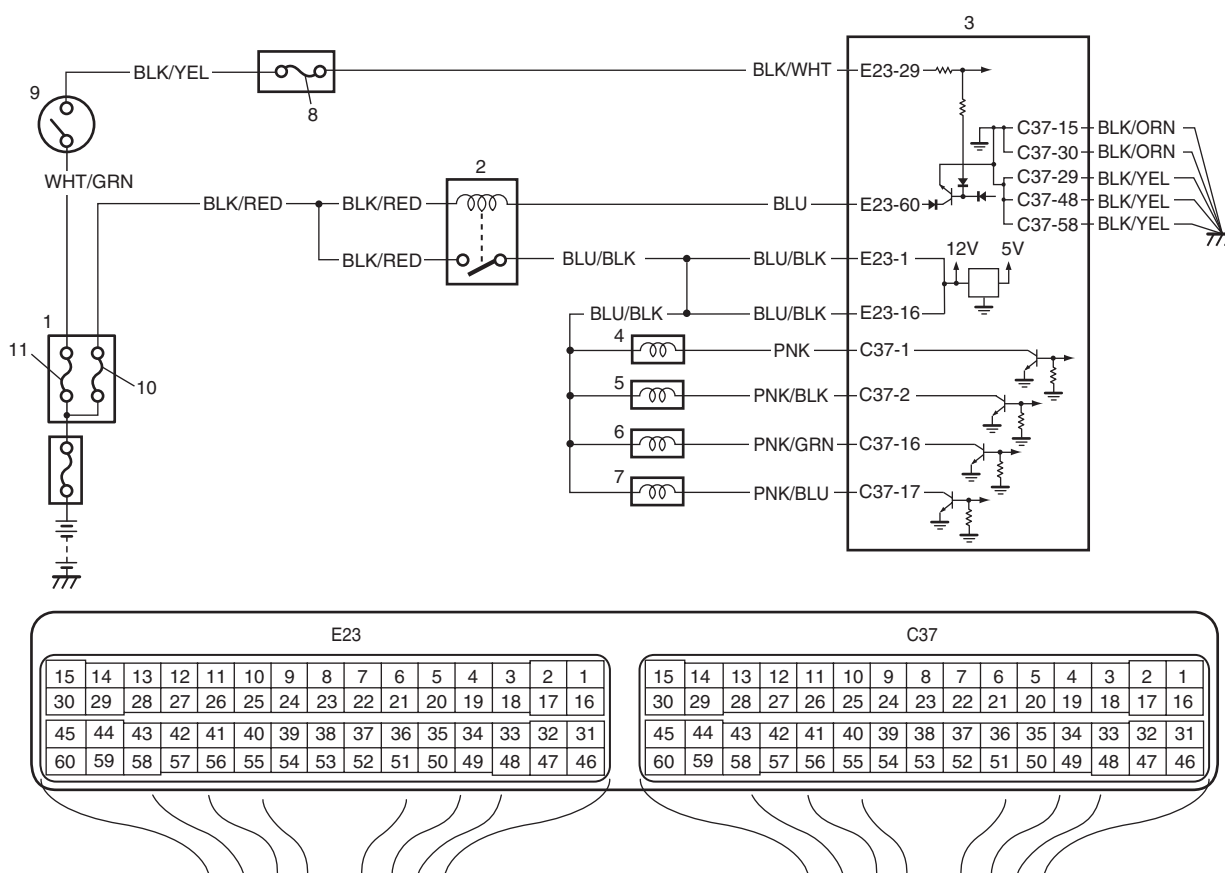 3
BLK/YEL
BLK/WHT
E23-29
9
8
C37-15
BLK/ORN
C37-30
BLK/ORN
WHT/GRN
2
C37-29
BLK/YEL
BLK/RED
BLK/RED
BLU
E23-60
C37-48
BLK/YEL
C37-58
BLK/YEL
BLK/RED
BLU/BLK
BLU/BLK
E23-1
12V
5V
BLU/BLK
BLU/BLK
E23-16
1
4
PNK
C37-1
11
10
5
PNK/BLK
C37-2
6
PNK/GRN
C37-16
7
PNK/BLU
C37-17
E23
15 14 13 12 11 10 9 8 7 6 5 4 3 2 1
30 29 28 27 26 25 24 23 22 21 20 19 18 17 16
45 44 43 42 41 40 39 38 37 36 35 34 33 32 31
60 59 58 57 56 55 54 53 52 51 50 49 48 47 46
C37
15 14 13 12 11 10 9 8 7 6 5 4 3 2 1
30 29 28 27 26 25 24 23 22 21 20 19 18 17 16
45 44 43 42 41 40 39 38 37 36 35 34 33 32 31
60 59 58 57 56 55 54 53 52 51 50 49 48 47 46